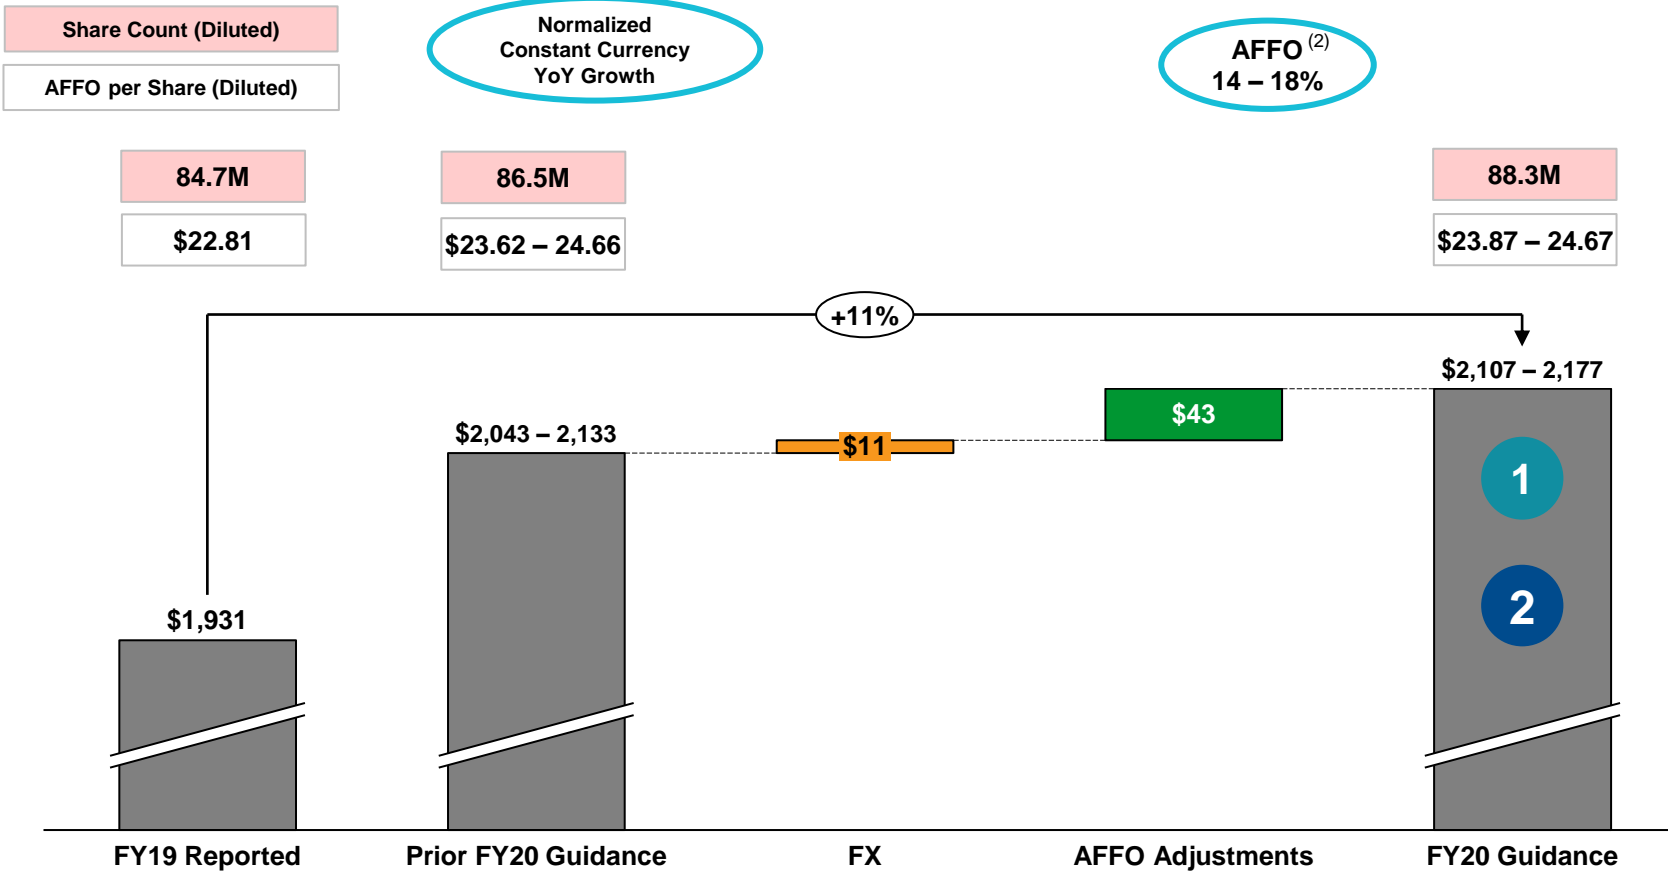 Share Count (Diluted)
AFFO per Share (Diluted)
Normalized
Constant Currency
YoY Growth
AFFO (2)
14 – 18%
84.7M
86.5M
88.3M
$22.81
$23.62 – 24.66
$23.87 – 24.67
+11%
$2,107 – 2,177
$43
$2,043 – 2,133
$11
1
2
$1,931
FY19 Reported
Prior FY20 Guidance
FX
AFFO Adjustments
FY20 Guidance